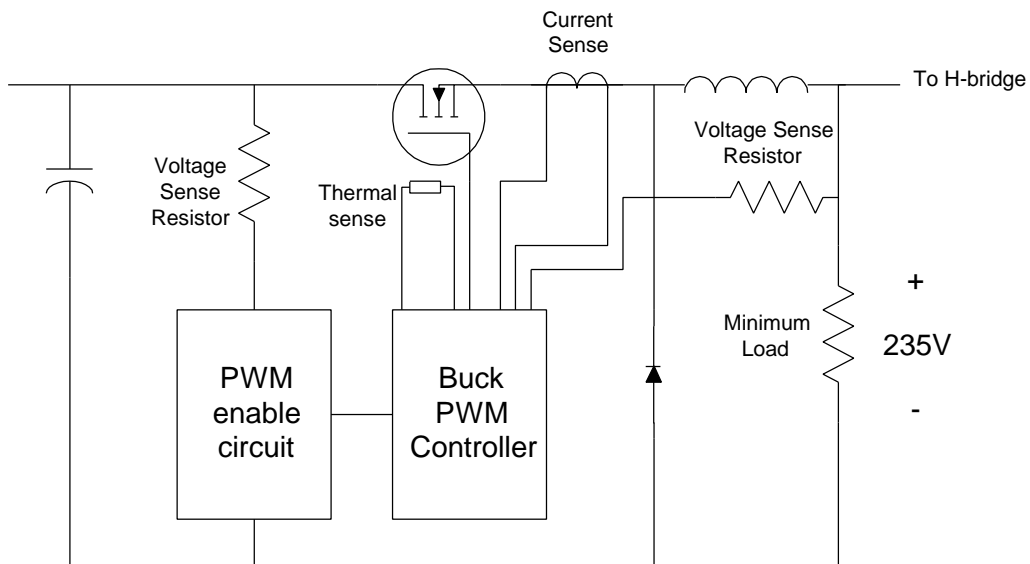 Current
Sense
To H-bridge
Voltage Sense
Resistor
Voltage
Sense
Resistor
Thermal
sense
+
Minimum
Load
235V
-
PWM
enable
circuit
Buck
PWM
Controller